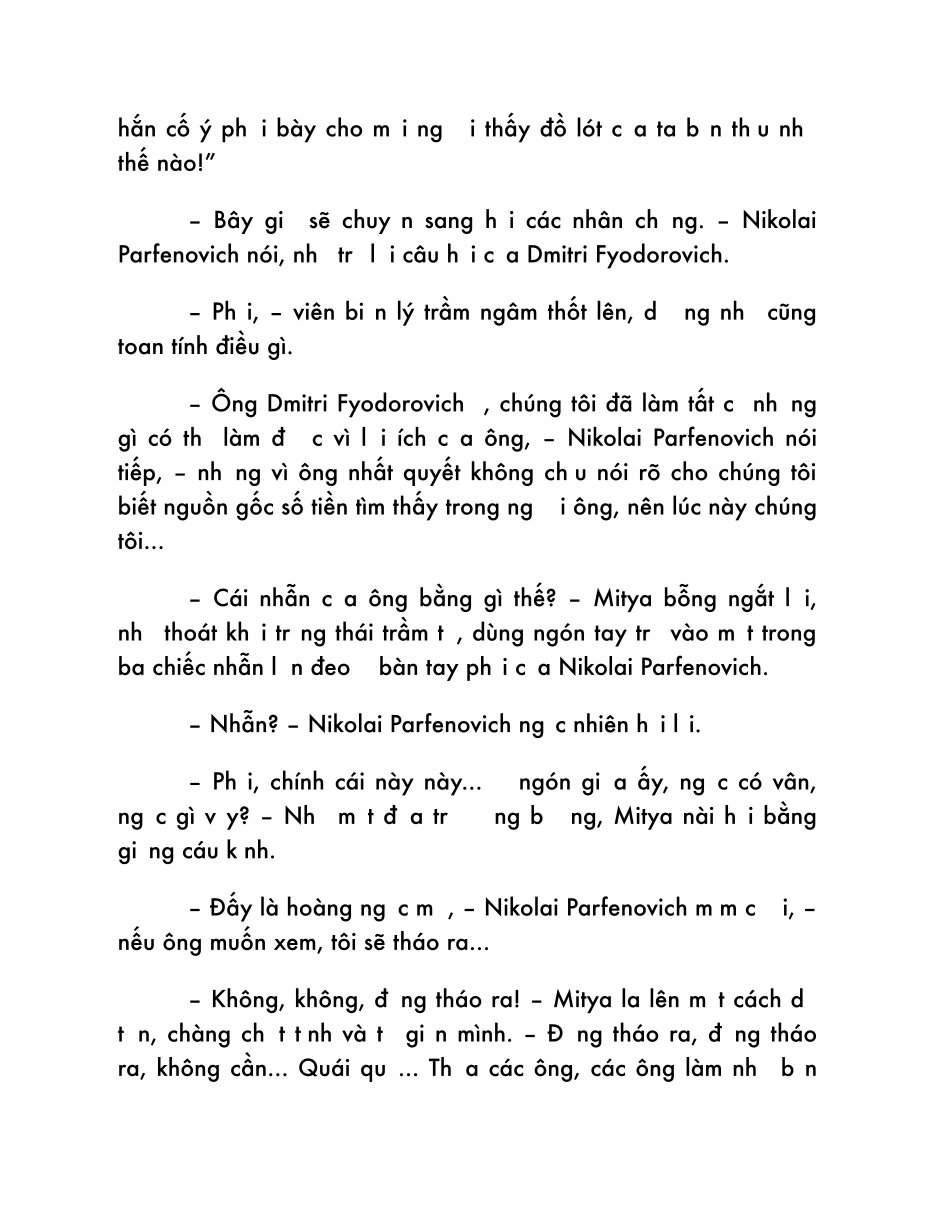 hắn cố ý ph i bày cho m i ng i thấy đồ lót c a ta b n th u nh
thế nào!”
– Bây gi sẽ chuy n sang h i các nhân ch ng. – Nikolai
Parfenovich nói, nh tr l i câu h i c a Dmitri Fyodorovich.
– Ph i, – viên bi n lý trầm ngâm thốt lên, d ng nh cũng
toan tính điều gì.
– Ông Dmitri Fyodorovich , chúng tôi đã làm tất c nh ng
gì có th làm đ c vì l i ích c a ông, – Nikolai Parfenovich nói
tiếp, – nh ng vì ông nhất quyết không ch u nói rõ cho chúng tôi
biết nguồn gốc số tiền tìm thấy trong ng i ông, nên lúc này chúng
tôi...
– Cái nhẫn c a ông bằng gì thế? – Mitya bỗng ngắt l i,
nh thoát kh i tr ng thái trầm t , dùng ngón tay tr vào m t trong
ba chiếc nhẫn l n đeo bàn tay ph i c a Nikolai Parfenovich.
– Nhẫn? – Nikolai Parfenovich ng c nhiên h i l i.
– Ph i, chính cái này này... ngón gi a ấy, ng c có vân,
ng c gì v y? – Nh m t đ a tr ng b ng, Mitya nài h i bằng
gi ng cáu k nh.
– Đấy là hoàng ng c m , – Nikolai Parfenovich m m c i, –
nếu ông muốn xem, tôi sẽ tháo ra...
– Không, không, đ ng tháo ra! – Mitya la lên m t cách d
t n, chàng ch t t nh và t gi n mình. – Đ ng tháo ra, đ ng tháo
ra, không cần... Quái qu ... Th a các ông, các ông làm nh b n